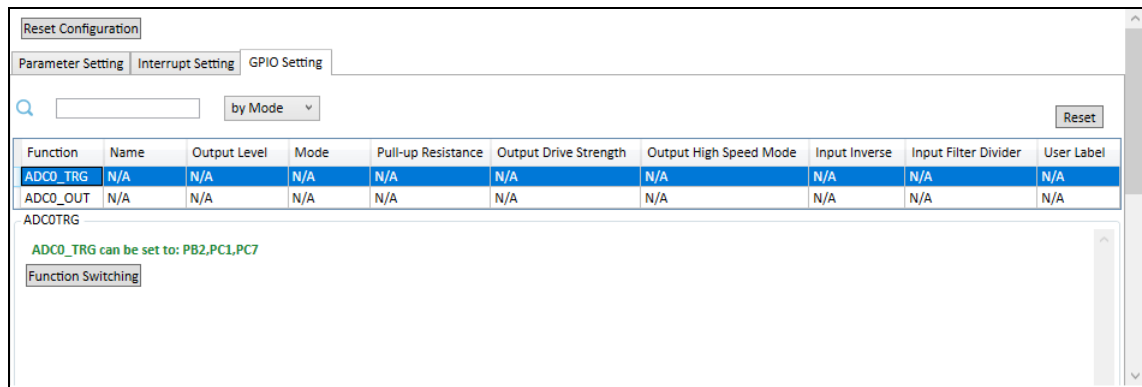 Reset Configuration
Parameter Setting Interrupt Setting GPIO Setting
by Mode
Reset
Function Name Output Level Mode Pull-up Resistance Output Drive Strength Output High Speed Mode Input Inverse Input Filter Divider User Label
ADC0_TRG N/A N/A N/A N/A N/A N/A N/A N/A N/A
ADC0_OUT N/A N/A N/A N/A N/A N/A N/A N/A N/A
ADC0TRG
ADC0_TRG can be set to: PB2,PC1,PC7
Function Switching